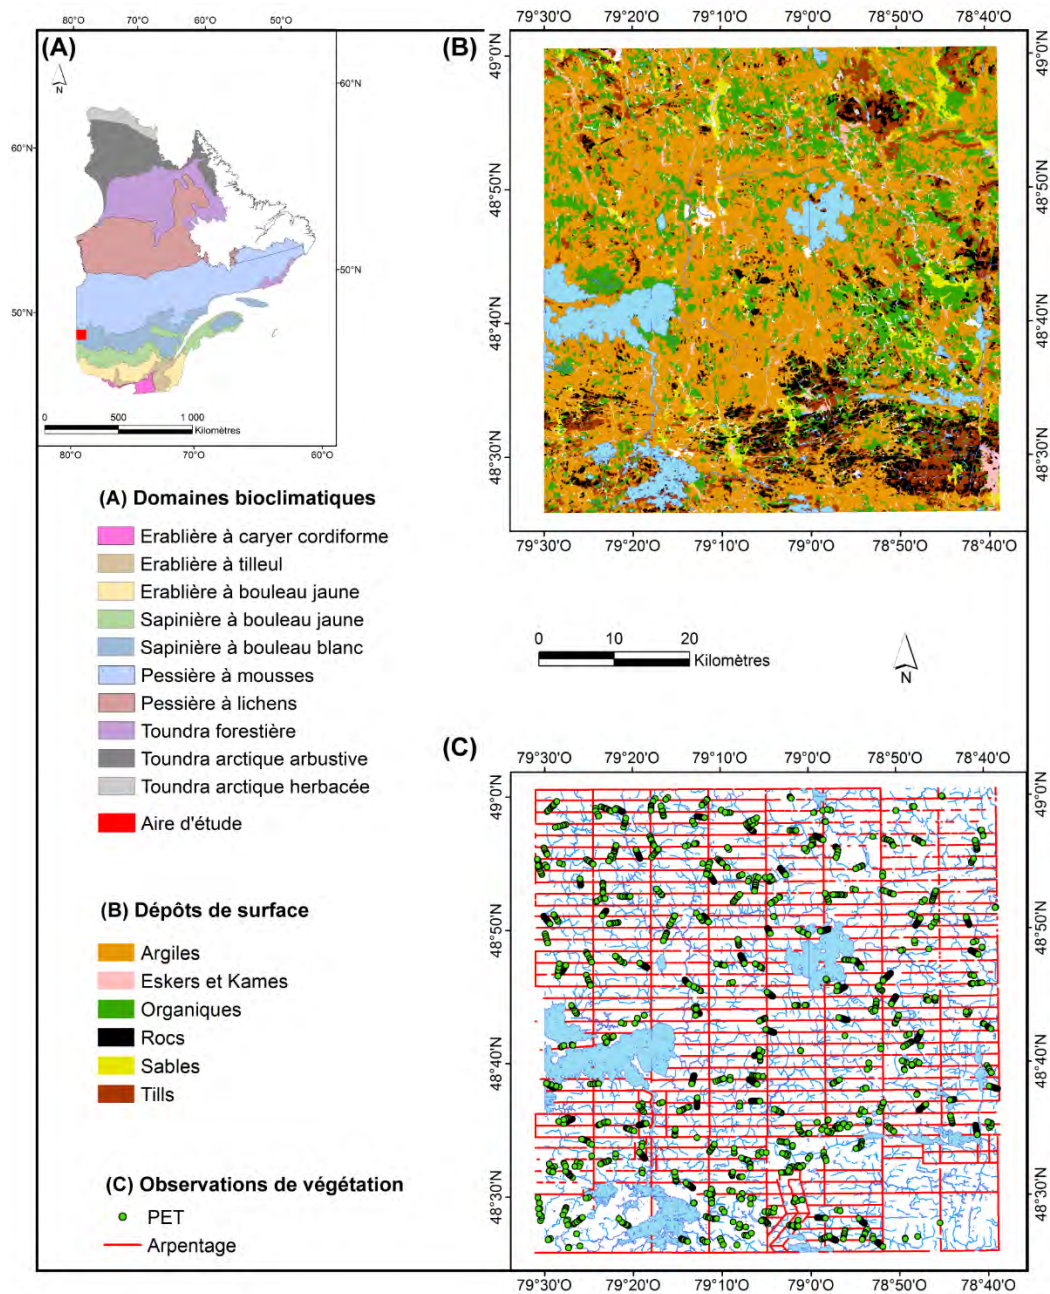 80°O
70°O
60°O
50°O
(A)
N
60°N
60°N
50°N
50°N
0
500
1 000
Kilomètres
80°O
70°O
60°O
(A) Domaines bioclimatiques
Erablière à caryer cordiforme
Erablière à tilleul
Erablière à bouleau jaune
Sapinière à bouleau jaune
Sapinière à bouleau blanc
Pessière à mousses
Pessière à lichens
Toundra forestière
Toundra arctique arbustive
Toundra arctique herbacée
Aire d'étude
(B) Dépôts de surface
Argiles
Eskers et Kames
Organiques
Rocs
Sables
Tills
(C) Observations de végétation
PET
Arpentage
(B)
79°30'O
79°20'O
79°10'O
79°0'O
78°50'O
78°40'O
49°0'N
48°50'N
48°40'N
48°30'N
49°0'N
48°50'N
48°40'N
48°30'N
79°30'O
79°20'O
79°10'O
79°0'O
78°50'O
78°40'O
0
10
20
Kilomètres
N
(C)
79°30'O
79°20'O
79°10'O
79°0'O
78°50'O
78°40'O
49°0'N
48°50'N
48°40'N
48°30'N
49°0'N
48°50'N
48°40'N
48°30'N
79°30'O
79°20'O
79°10'O
79°0'O
78°50'O
78°40'O